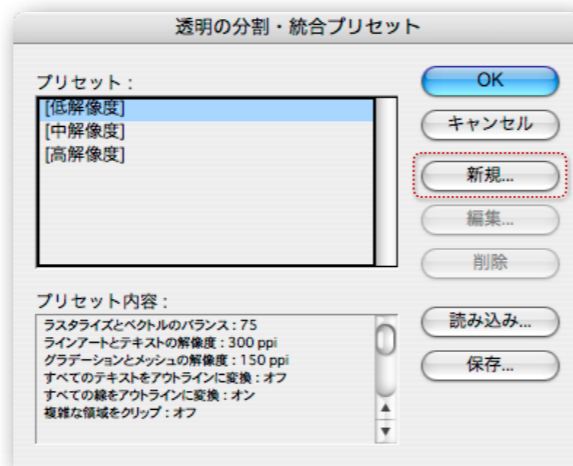 透明の分割・統合プリセット
プリセット：
[低解像度]
[中解像度]
[高解像度]
OK
キャンセル
新規...
編集...
削除
読み込み...
保存...
プリセット内容：
ラスタライズとベクトルのバランス：75
ラインアートとテキストの解像度：300 ppi
グラデーションとメッシュの解像度：150 ppi
すべてのテキストをアウトラインに変換：オフ
すべての線をアウトラインに変換：オン
複雑な領域をクリップ：オフ